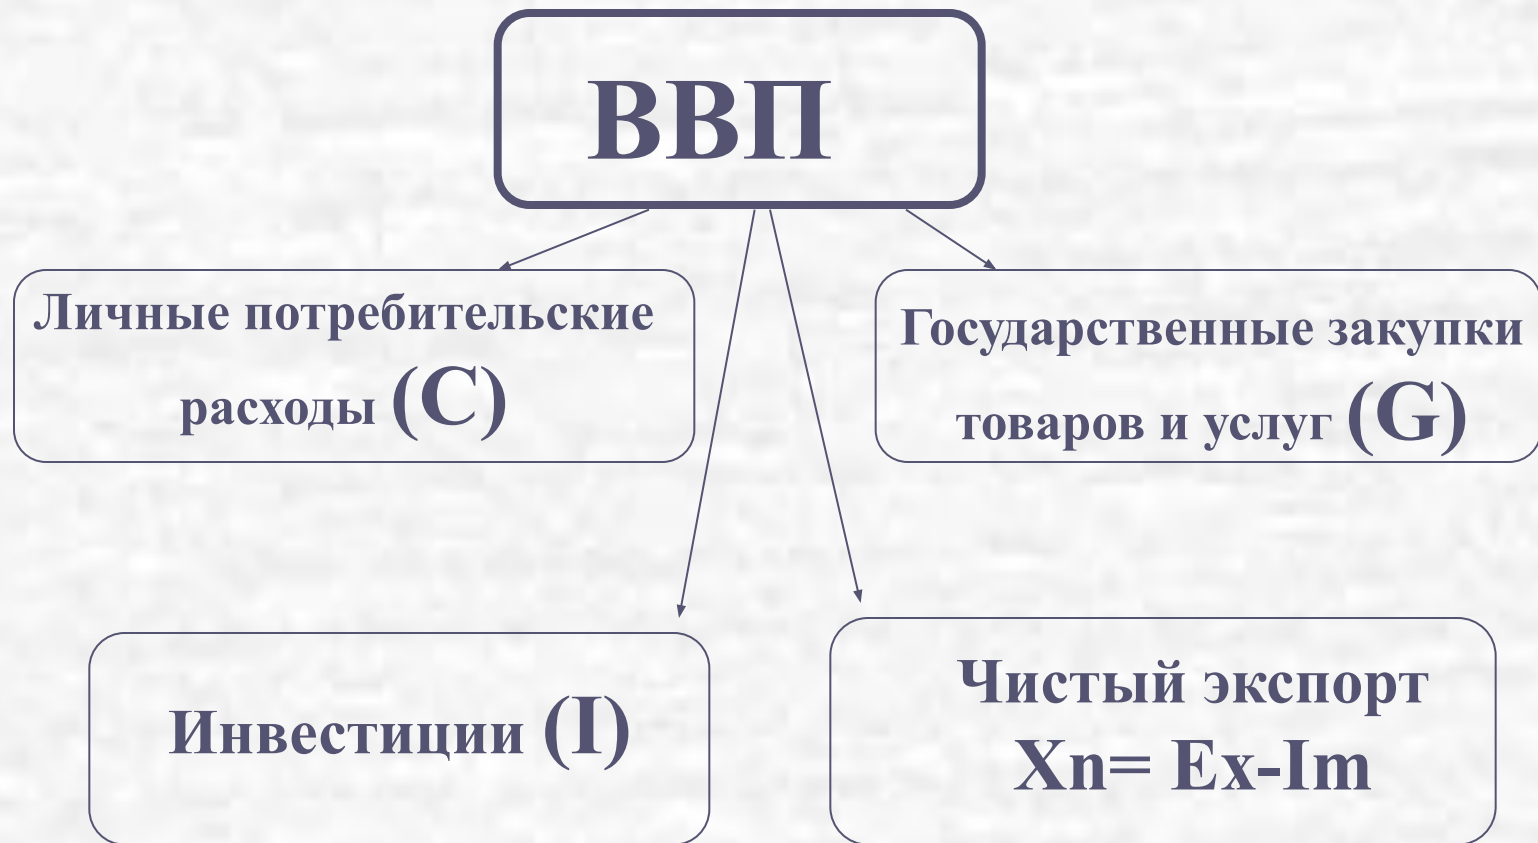 ВВП
Личные потребительские
расходы (С)
Государственные закупки
товаров и услуг (G)
Инвестиции (I)
Чистый экспорт
Xn= Ex-Im